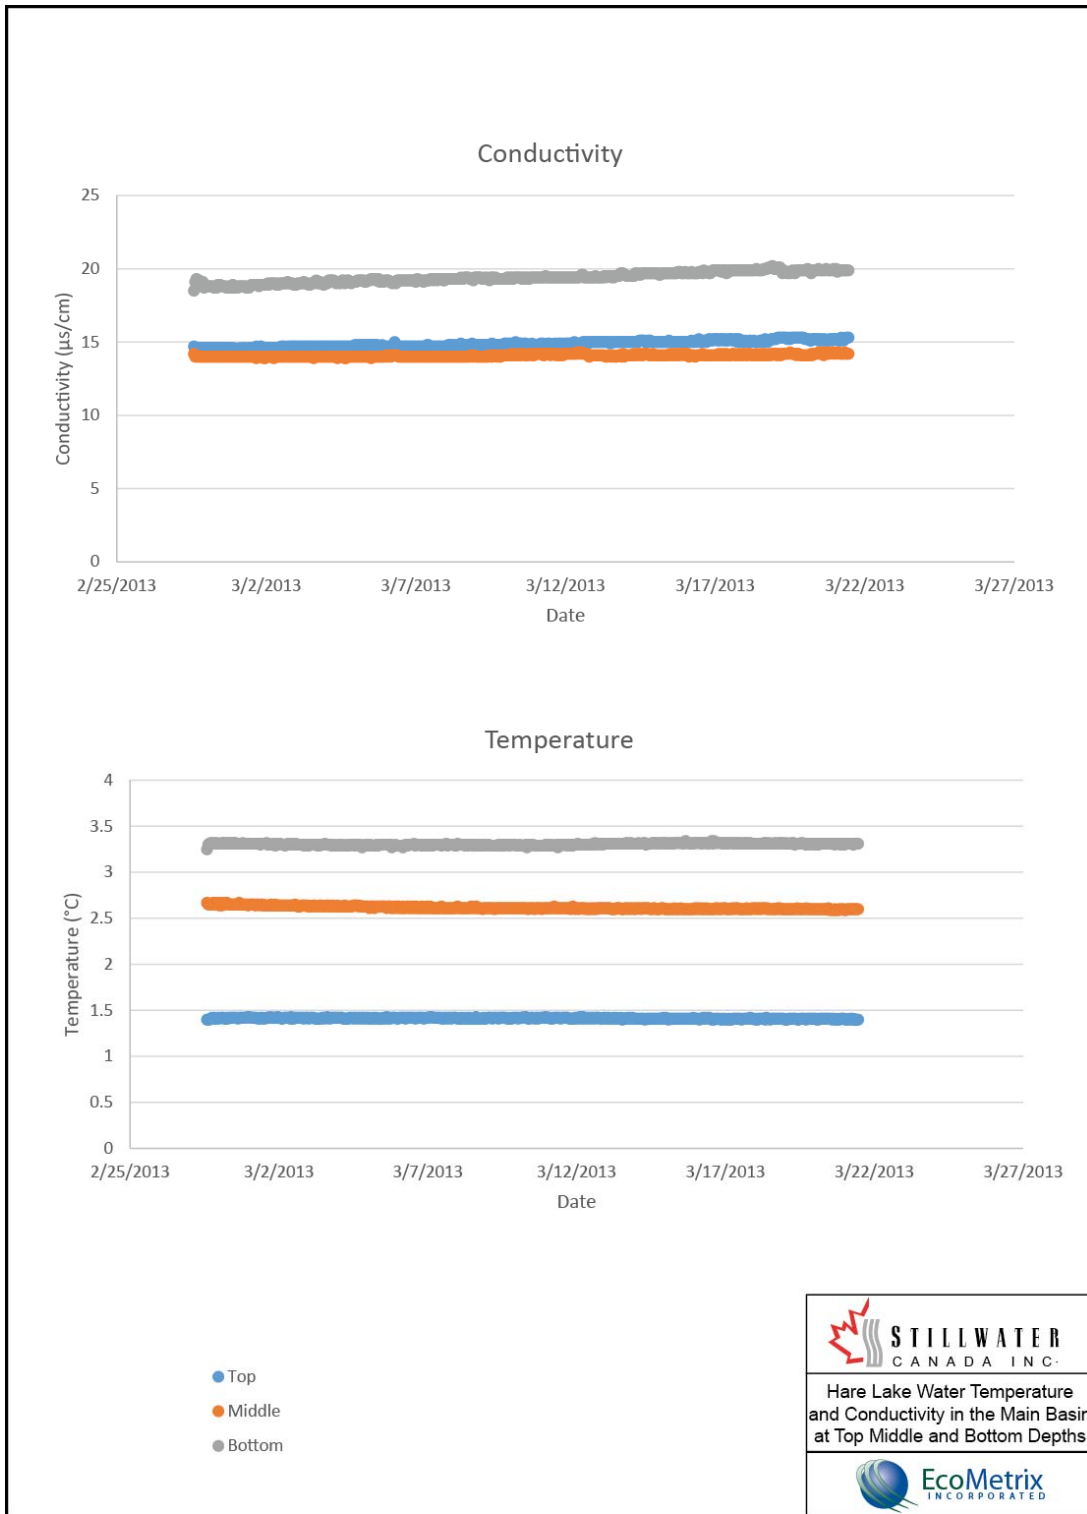 Conductivity
25
20
15
10
5
0
Conductivity (µs/cm)
2/25/2013 3/2/2013 3/7/2013 3/12/2013 3/17/2013 3/22/2013 3/27/2013
Date
Temperature
4
3.5
3
2.5
2
1.5
1
0.5
0
Temperature (°C)
2/25/2013 3/2/2013 3/7/2013 3/12/2013 3/17/2013 3/22/2013 3/27/2013
Date
Top
Middle
Bottom
STILLWATER
CANADA INC.
Hare Lake Water Temperature
and Conductivity in the Main Basin
at Top Middle and Bottom Depths
EcoMetrix
INCORPORATED